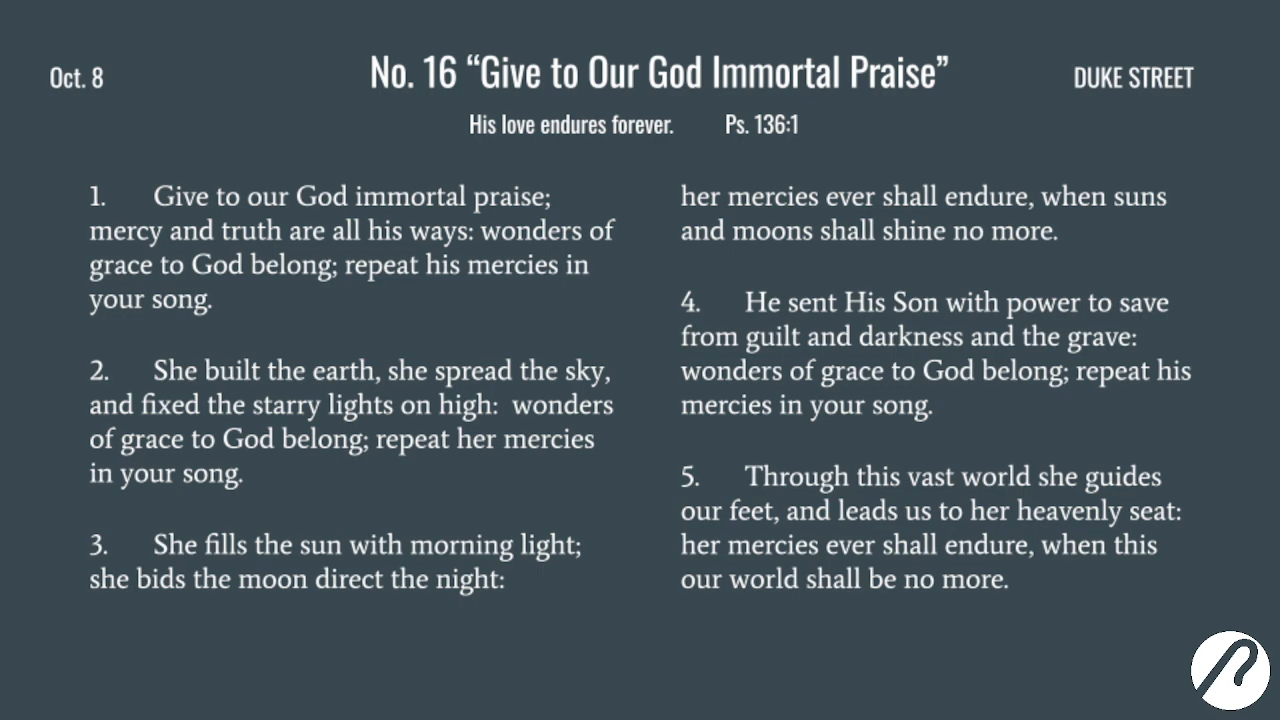 Oct. 8
No. 16 “Give to Our God Immortal Praise”
DUKE STREET
His love endures forever. Ps. 136:1
1. Give to our God immortal praise;
mercy and truth are all his ways: wonders of
grace to God belong; repeat his mercies in
your song.
2. She built the earth, she spread the sky,
and fixed the starry lights on high: wonders
of grace to God belong; repeat her mercies
in your song.
3. She fills the sun with morning light;
she bids the moon direct the night:
her mercies ever shall endure, when suns
and moons shall shine no more.
4. He sent His Son with power to save
from guilt and darkness and the grave:
wonders of grace to God belong; repeat his
mercies in your song.
5. Through this vast world she guides
our feet, and leads us to her heavenly seat:
her mercies ever shall endure, when this
our world shall be no more.